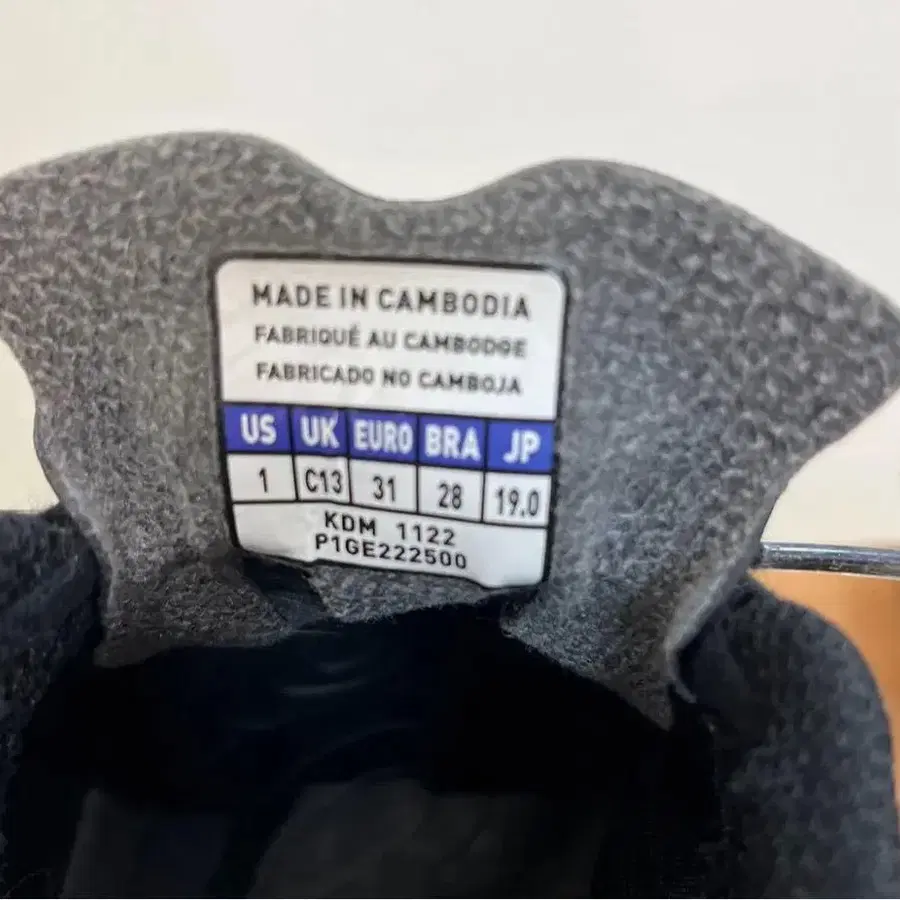 MADE IN CAMBODIA
FABRIQUÉ AU CAMBODGE
FABRICADO NO CAMBOJA
US UK EURO BRA JP
1 C13 31 28 19.0
KDM 1122
P1GE222500